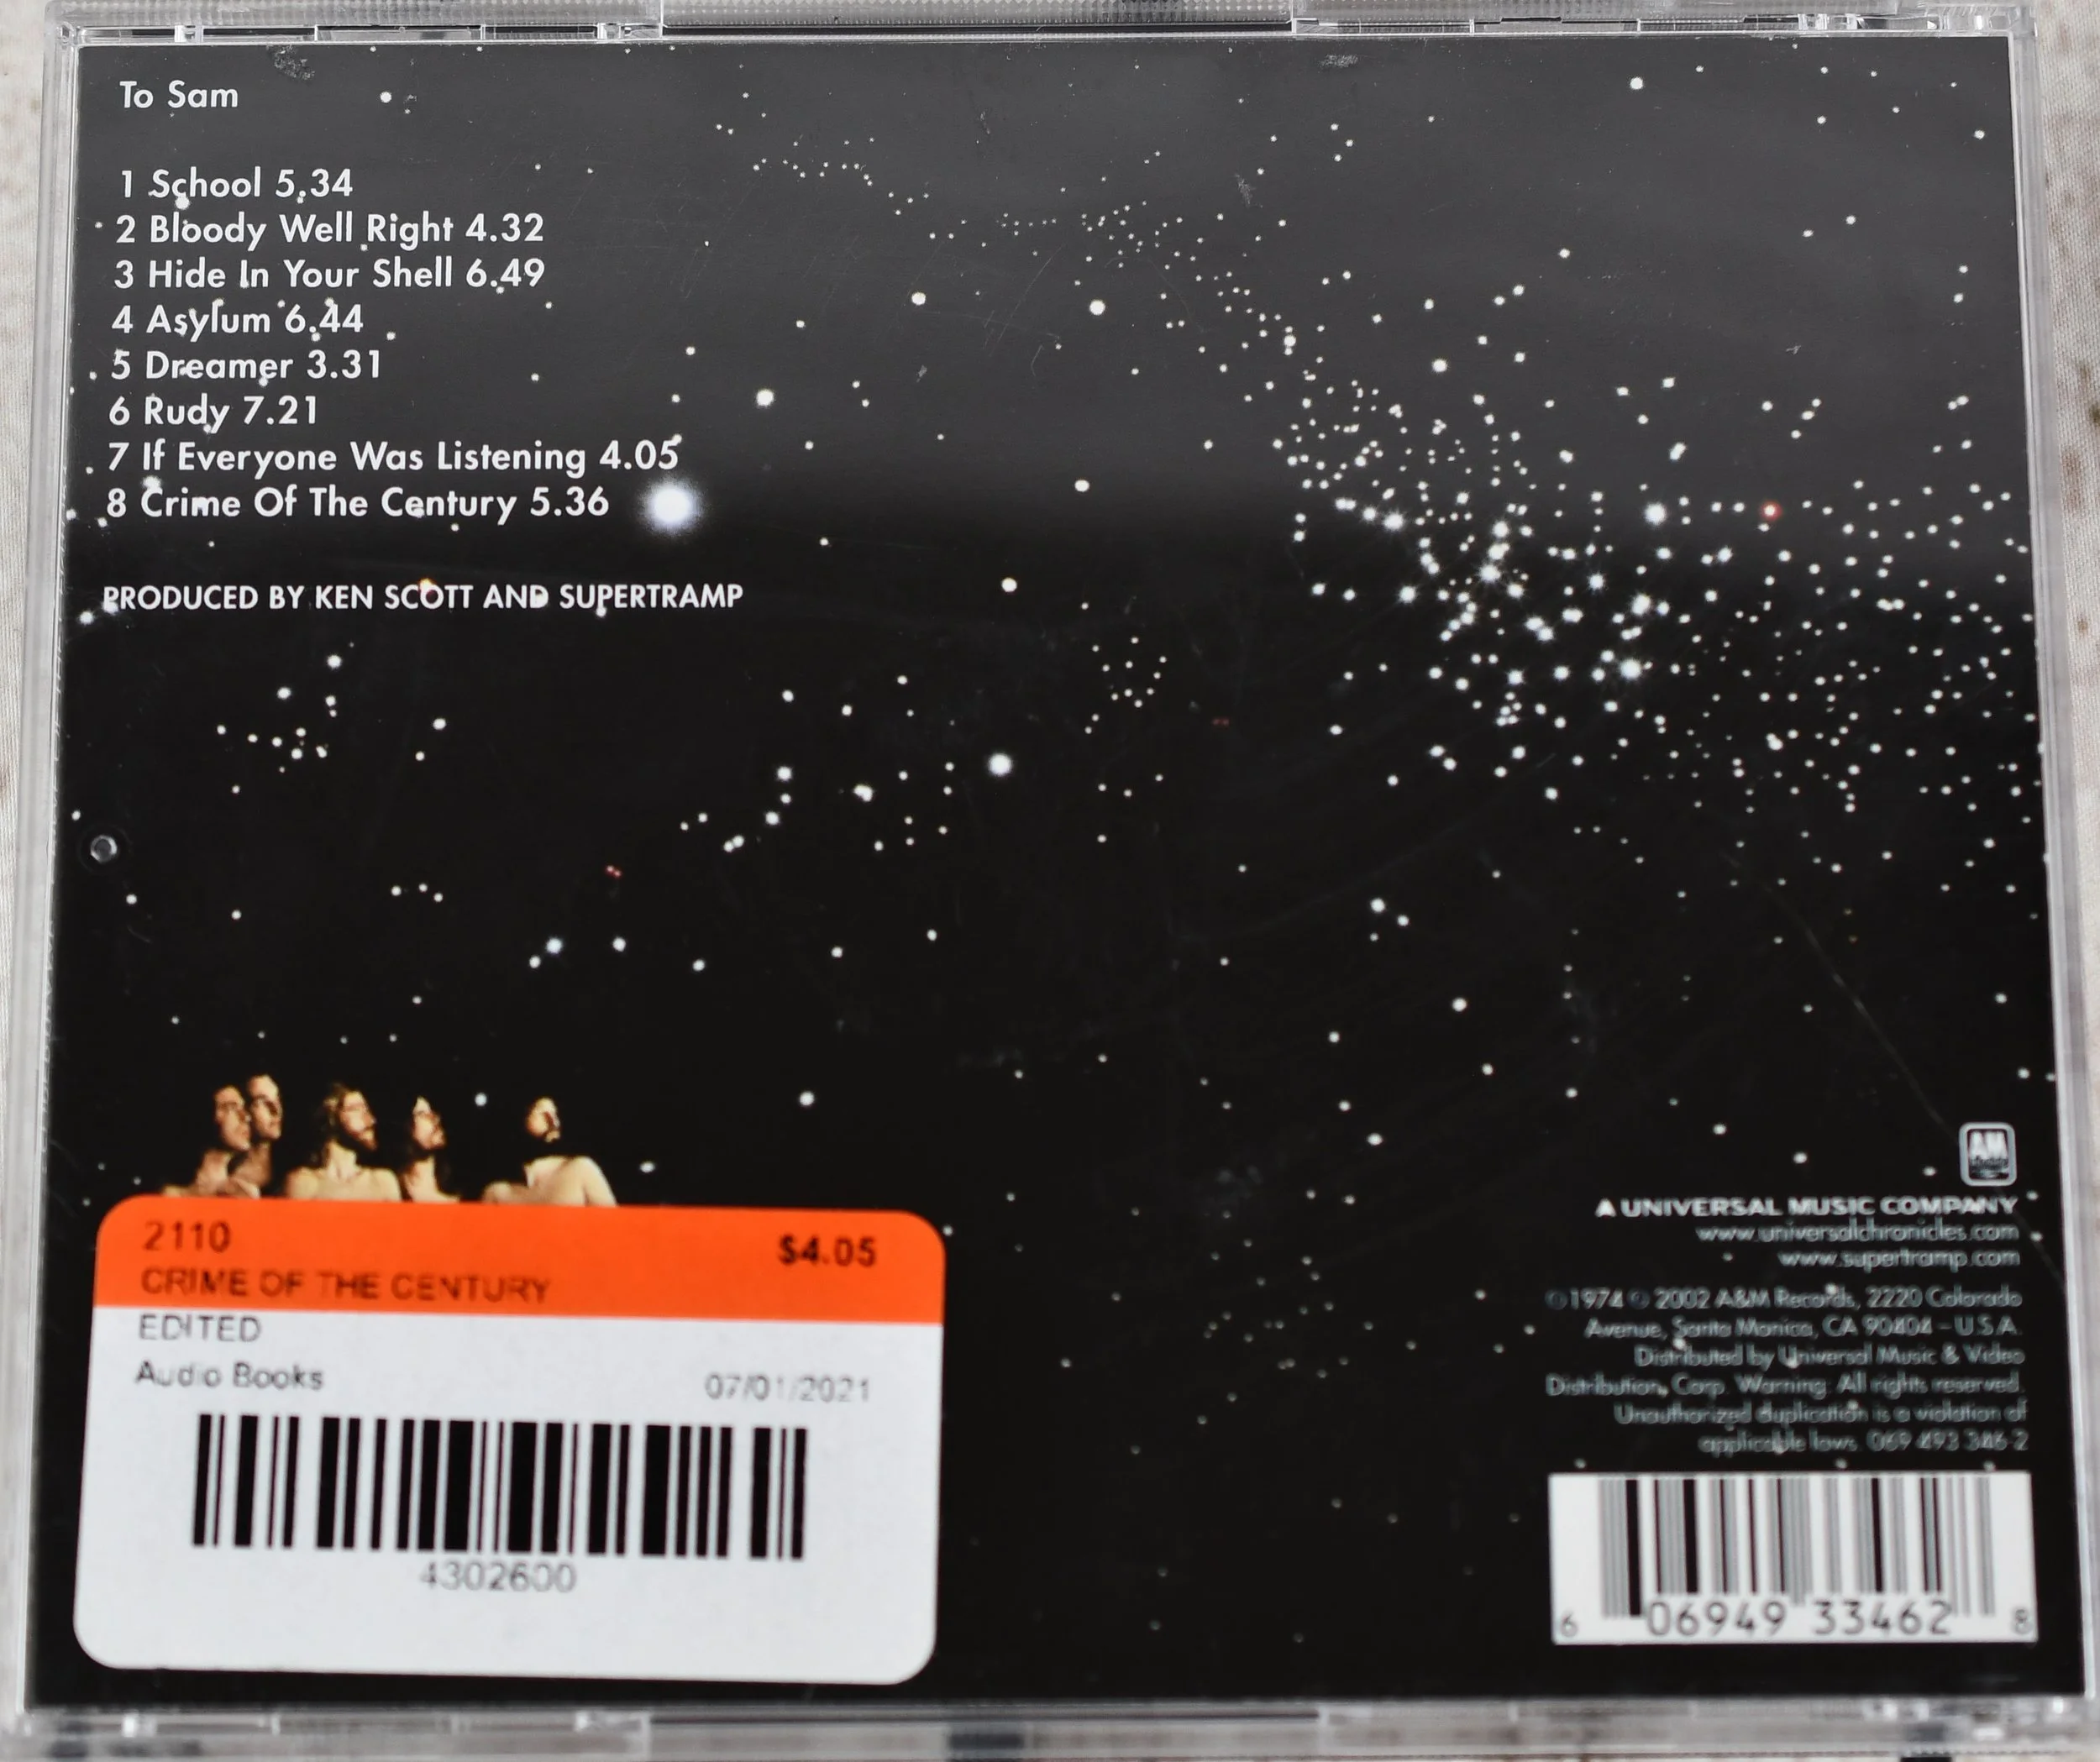 To Sam
1 School 5.34
2 Bloody Well Right 4.32
3 Hide In Your Shell 6.49
4 Asylum 6.44
5 Dreamer 3.31
6 Rudy 7.21
7 If Everyone Was Listening 4.05
8 Crime Of The Century 5.36
PRODUCED BY KEN SCOTT AND SUPERTRAMP
2110
$4.05
CRIME OF THE CENTURY
EDITED
Audio Books 07/01/2021
4302600
AM
A UNIVERSAL MUSIC COMPANY
www.universalchronicles.com
www.supertramp.com
℗1974 © 2002 A&M Records, 2220 Colorado
Avenue, Santa Monica, CA 90404 – U.S.A.
Distributed by Universal Music & Video
Distribution, Corp. Warning: All rights reserved.
Unauthorized duplication is a violation of
applicable laws. 069 493 346-2
6 06949 33462 8